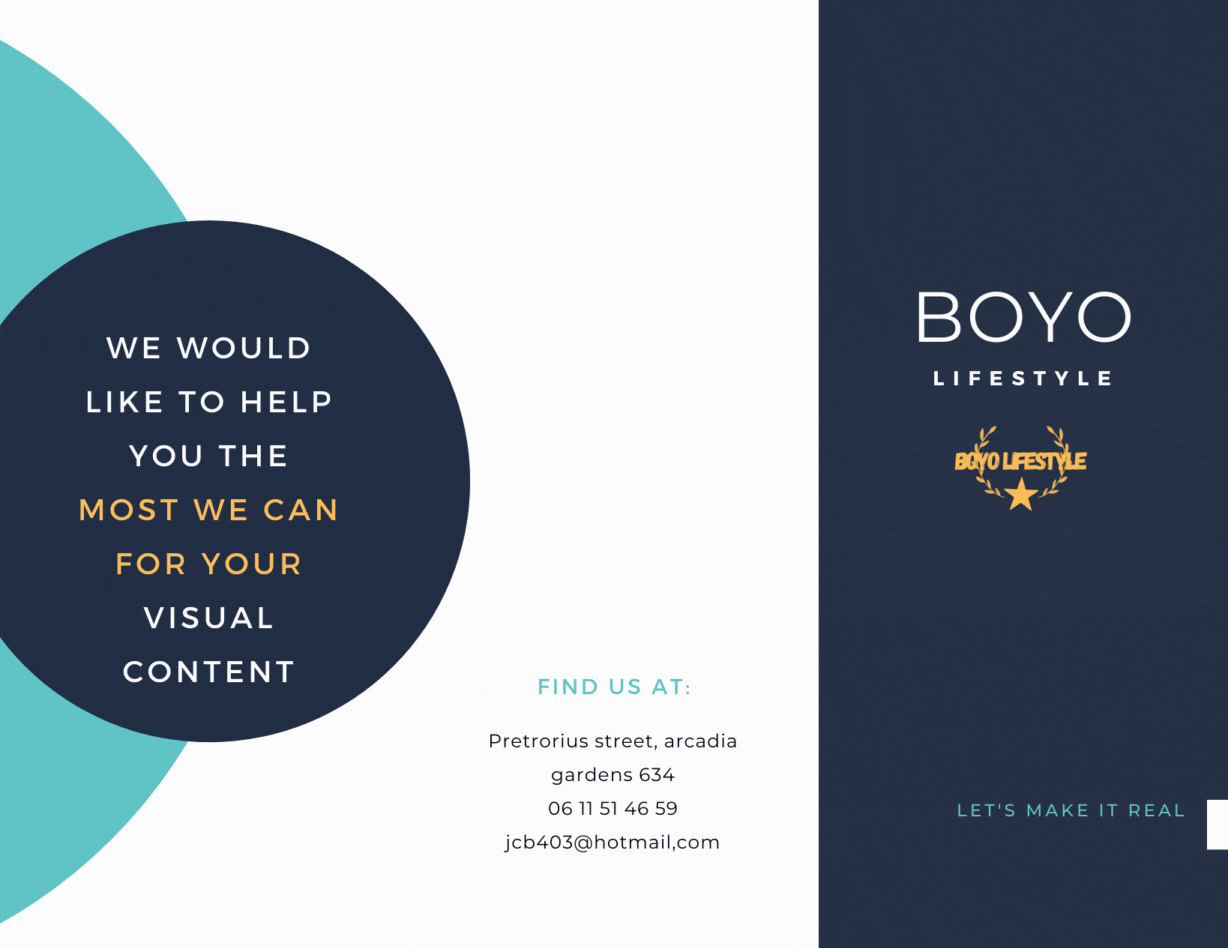 WE WOULD
LIKE TO HELP
YOU THE
MOST WE CAN
FOR YOUR
VISUAL
CONTENT
FIND US AT:
Pretrorius street, arcadia
gardens 634
06 11 51 46 59
jcb403@hotmail,com
BOYO
LIFESTYLE
BOYO LIFESTYLE
LET'S MAKE IT REAL